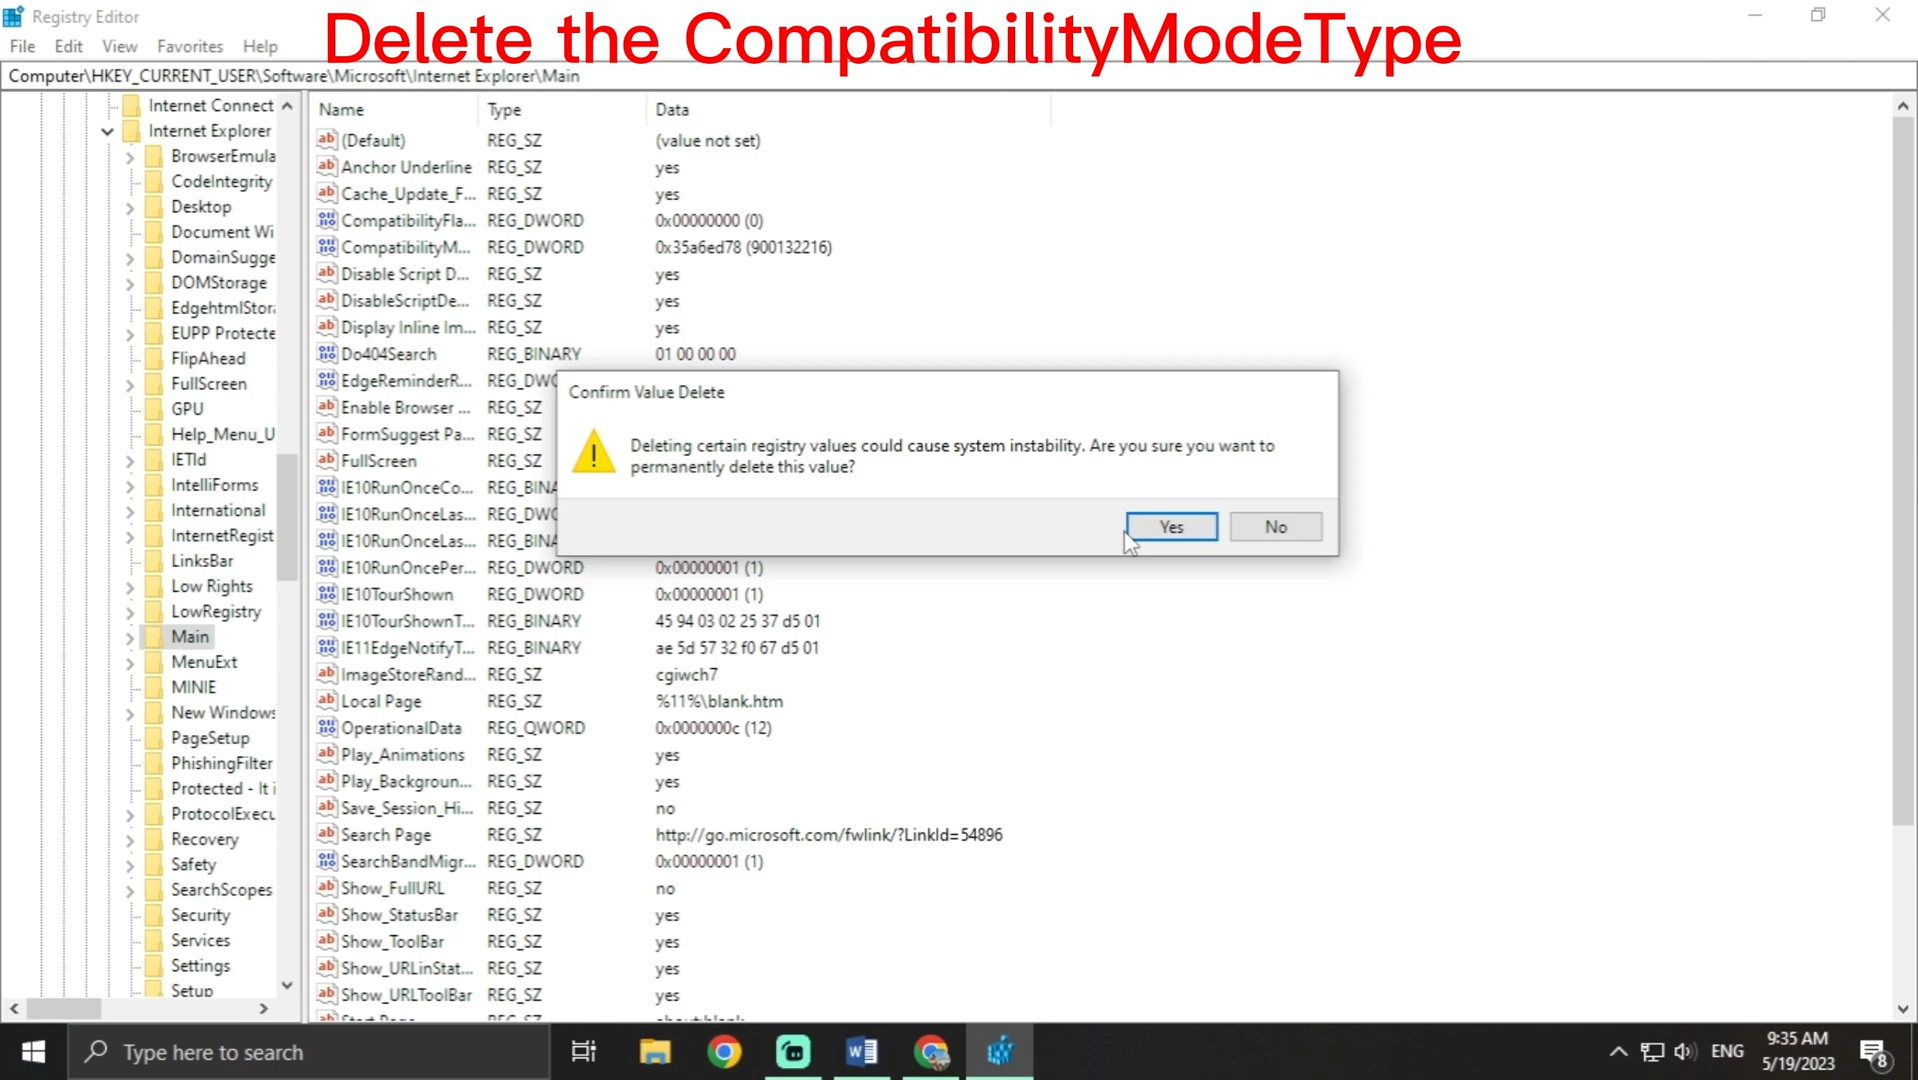 Registry Editor
Delete the CompatibilityModeType
File Edit View Favorites Help
Computer\HKEY_CURRENT_USER\Software\Microsoft\Internet Explorer\Main
Internet Connect
Internet Explorer
BrowserEmula
CodeIntegrity
Desktop
Document Wi
DomainSugge
DOMStorage
EdgehtmlStor
EUPP Protecte
FlipAhead
FullScreen
GPU
Help_Menu_U
IETld
IntelliForms
International
InternetRegist
LinksBar
Low Rights
LowRegistry
Main
MenuExt
MINIE
New Windows
PageSetup
PhishingFilter
Protected - It i
ProtocolExecu
Recovery
Safety
SearchScopes
Security
Services
Settings
Setup
Name Type Data
(Default) REG_SZ (value not set)
Anchor Underline REG_SZ yes
Cache_Update_F... REG_SZ yes
CompatibilityFla... REG_DWORD 0x00000000 (0)
CompatibilityM... REG_DWORD 0x35a6ed78 (900132216)
Disable Script D... REG_SZ yes
DisableScriptDe... REG_SZ yes
Display Inline Im... REG_SZ yes
Do404Search REG_BINARY 01 00 00 00
EdgeReminderR... REG_DWO
Enable Browser ... REG_SZ
FormSuggest Pa... REG_SZ
FullScreen REG_SZ
IE10RunOnceCo... REG_BINA
IE10RunOnceLas... REG_DWO
IE10RunOnceLas... REG_BINA
IE10RunOncePer... REG_DWORD 0x00000001 (1)
IE10TourShown REG_DWORD 0x00000001 (1)
IE10TourShownT... REG_BINARY 45 94 03 02 25 37 d5 01
IE11EdgeNotifyT... REG_BINARY ae 5d 57 32 f0 67 d5 01
ImageStoreRand... REG_SZ cgiwch7
Local Page REG_SZ %11%\blank.htm
OperationalData REG_QWORD 0x0000000c (12)
Play_Animations REG_SZ yes
Play_Backgroun... REG_SZ yes
Save_Session_Hi... REG_SZ no
Search Page REG_SZ http://go.microsoft.com/fwlink/?LinkId=54896
SearchBandMigr... REG_DWORD 0x00000001 (1)
Show_FullURL REG_SZ no
Show_StatusBar REG_SZ yes
Show_ToolBar REG_SZ yes
Show_URLinStat... REG_SZ yes
Show_URLToolBar REG_SZ yes
Start Page REG_SZ about:blank
Confirm Value Delete
Deleting certain registry values could cause system instability. Are you sure you want to
permanently delete this value?
Yes No
Type here to search
ENG
9:35 AM
5/19/2023
8